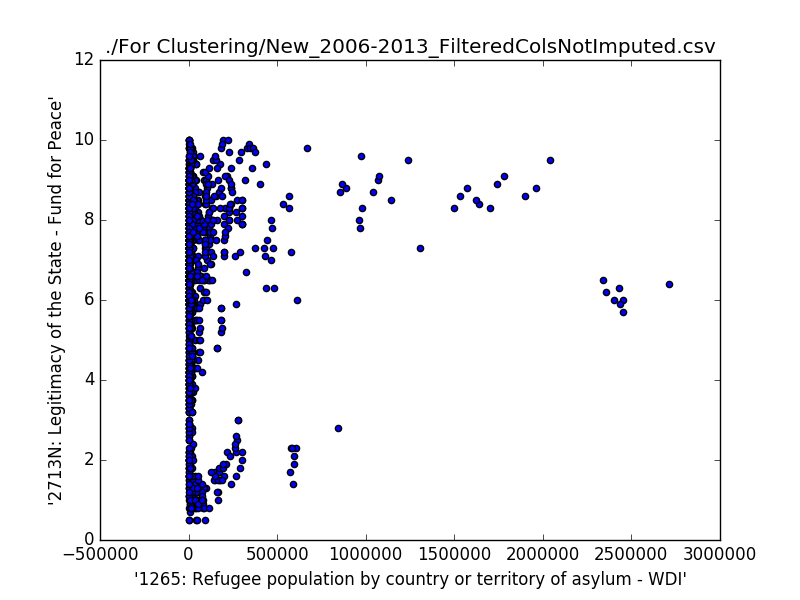 ./For Clustering/New_2006-2013_FilteredColsNotImputed.csv
12
10
8
6
4
2
0
'2713N: Legitimacy of the State - Fund for Peace'
−500000 0 500000 1000000 1500000 2000000 2500000 3000000
'1265: Refugee population by country or territory of asylum - WDI'